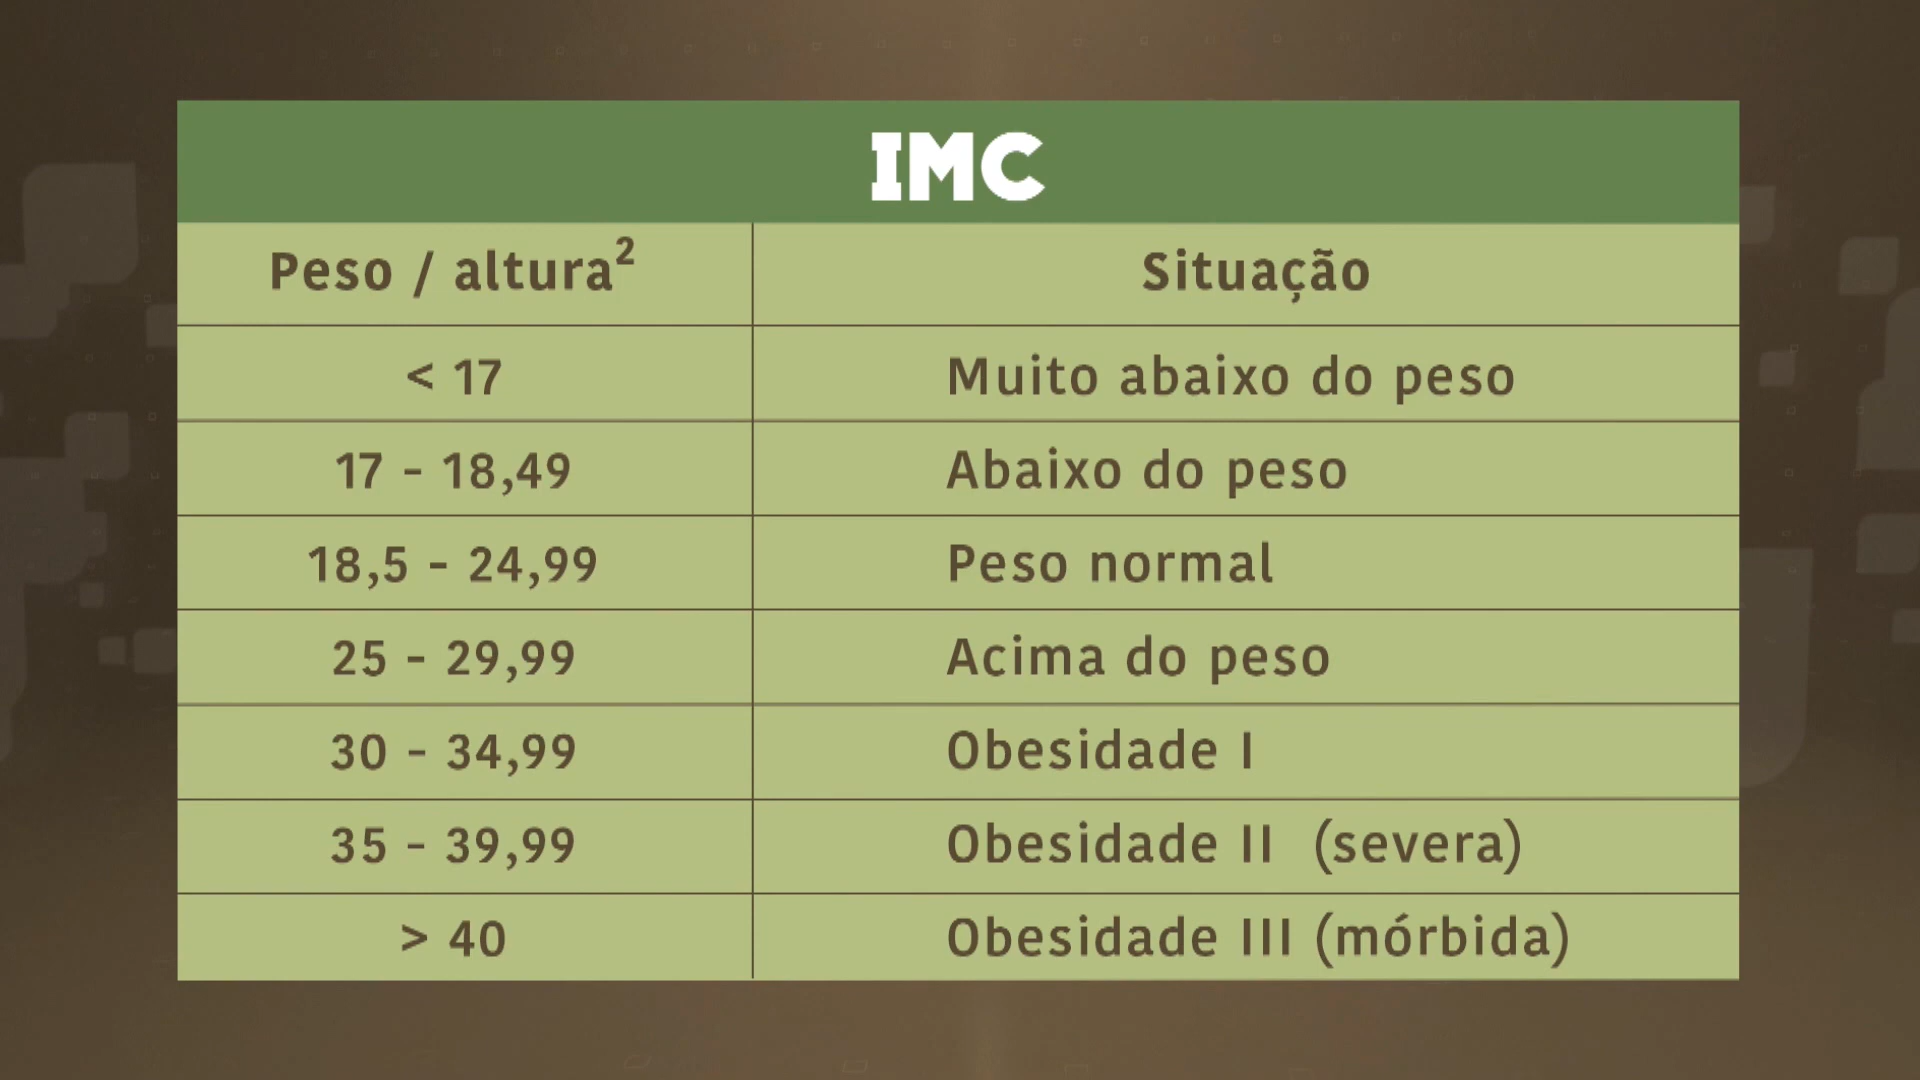 IMC
Peso / altura² Situação
< 17 Muito abaixo do peso
17 - 18,49 Abaixo do peso
18,5 - 24,99 Peso normal
25 - 29,99 Acima do peso
30 - 34,99 Obesidade I
35 - 39,99 Obesidade II (severa)
> 40 Obesidade III (mórbida)